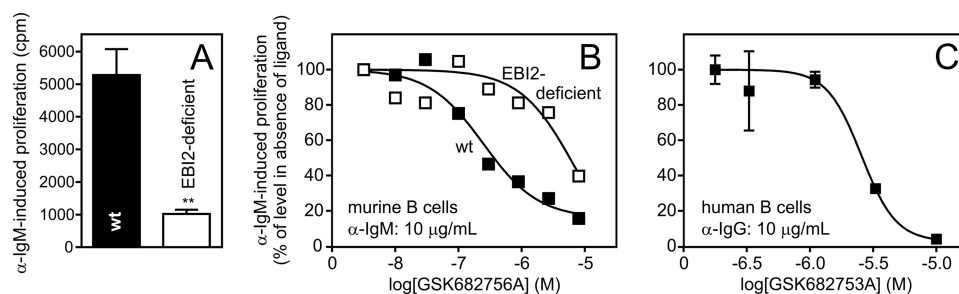 A
α-IgM-induced proliferation (cpm)
6000
5000
4000
3000
2000
1000
0
wt
EBI2-deficient
**
B
α-IgM-induced proliferation
(% of level in absence of ligand)
100
80
60
40
20
0
EBI2-
deficient
wt
murine B cells
α-IgM: 10 μg/mL
0
-8
-7
-6
-5
log[GSK682756A] (M)
C
100
80
60
40
20
0
human B cells
α-IgG: 10 μg/mL
0
-6.5
-6.0
-5.5
-5.0
log[GSK682753A] (M)